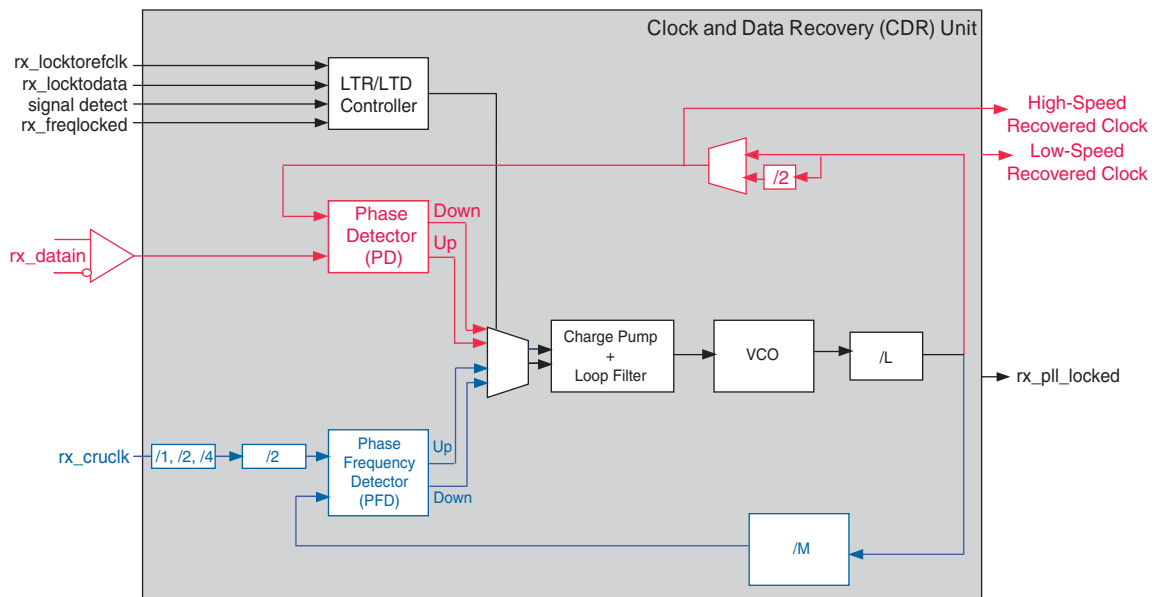 Clock and Data Recovery (CDR) Unit
rx_locktorefclk
rx_locktodata
signal detect
rx_freqlocked
LTR/LTD
Controller
High-Speed
Recovered Clock
Low-Speed
Recovered Clock
/2
rx_datain
Phase
Detector
(PD)
Down
Up
Charge Pump
+
Loop Filter
VCO
/L
rx_pll_locked
rx_cruclk
/1, /2, /4
/2
Phase
Frequency
Detector
(PFD)
Up
Down
/M